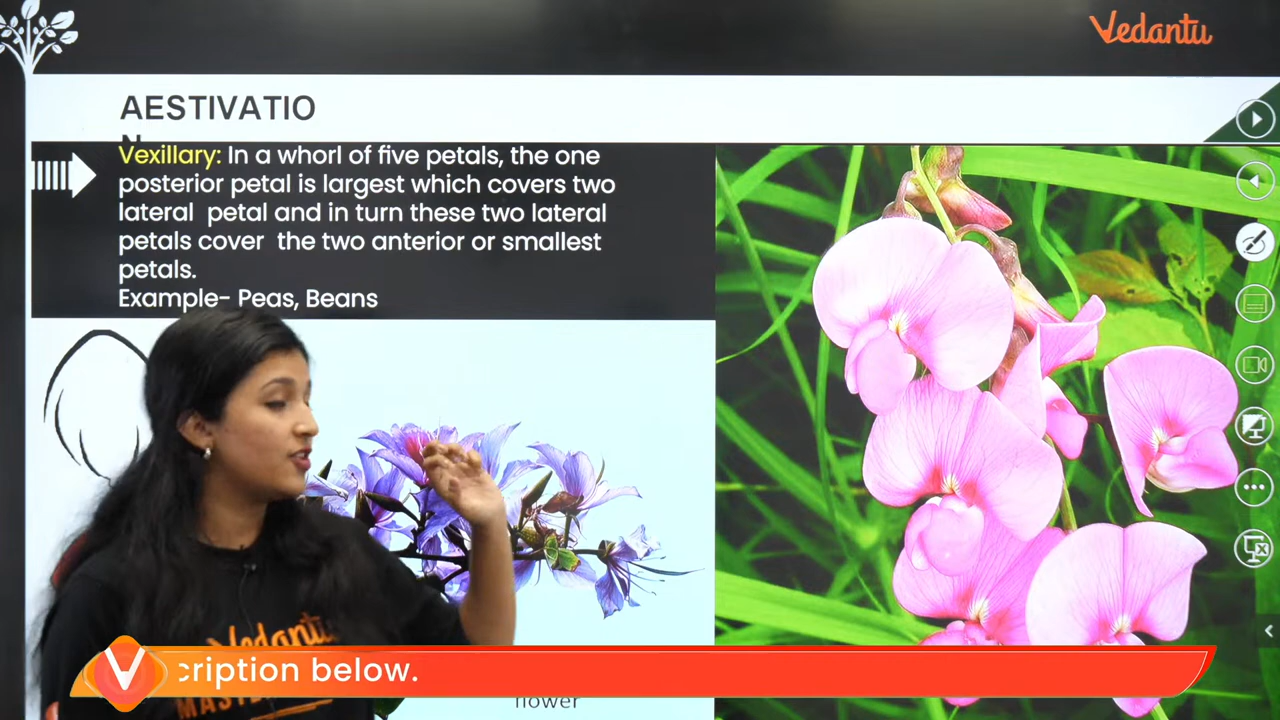 Vedantu
AESTIVATIO
Vexillary: In a whorl of five petals, the one
posterior petal is largest which covers two
lateral petal and in turn these two lateral
petals cover the two anterior or smallest
petals.
Example- Peas, Beans
Vedantu
cription below.
flower